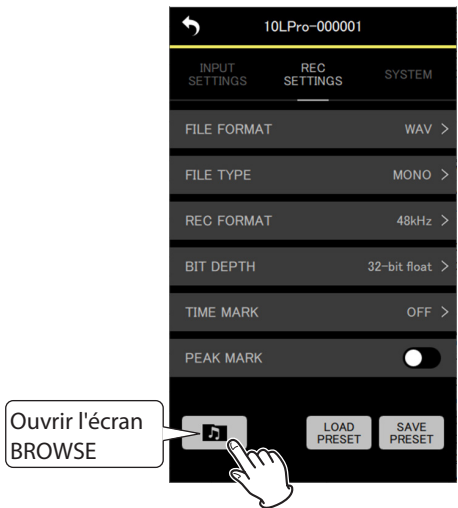 10LPro-000001
INPUT SETTINGS
REC SETTINGS
SYSTEM
FILE FORMAT WAV >
FILE TYPE MONO >
REC FORMAT 48kHz >
BIT DEPTH 32-bit float >
TIME MARK OFF >
PEAK MARK
Ouvrir l'écran
BROWSE
LOAD
PRESET
SAVE
PRESET